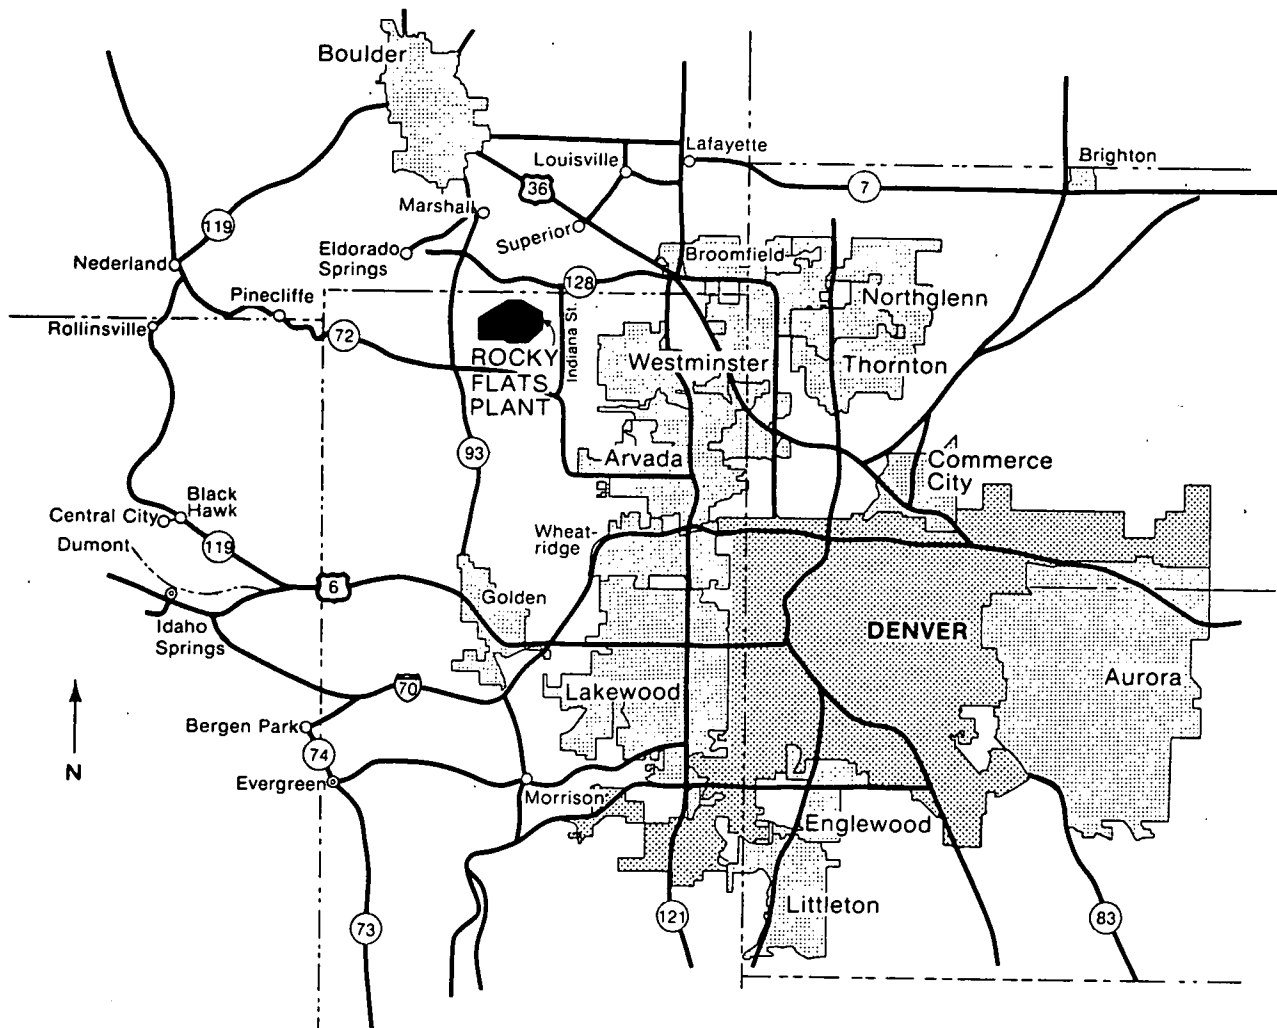 Boulder
Lafayette
Louisville
Brighton
36
7
Marshall
119
Superior
Eldorado
Springs
Broomfield
Nederland
128
Pinecliffe
Northglenn
Rollinsville
72
Indiana St.
ROCKY
FLATS
PLANT
Westminster
Thornton
93
Arvada
Commerce
City
Black
Hawk
Central City
Wheat-
ridge
Dumont
119
6
Golden
Idaho
Springs
DENVER
Aurora
70
Lakewood
Bergen Park
74
N
Evergreen
Morrison
Englewood
Littleton
121
83
73